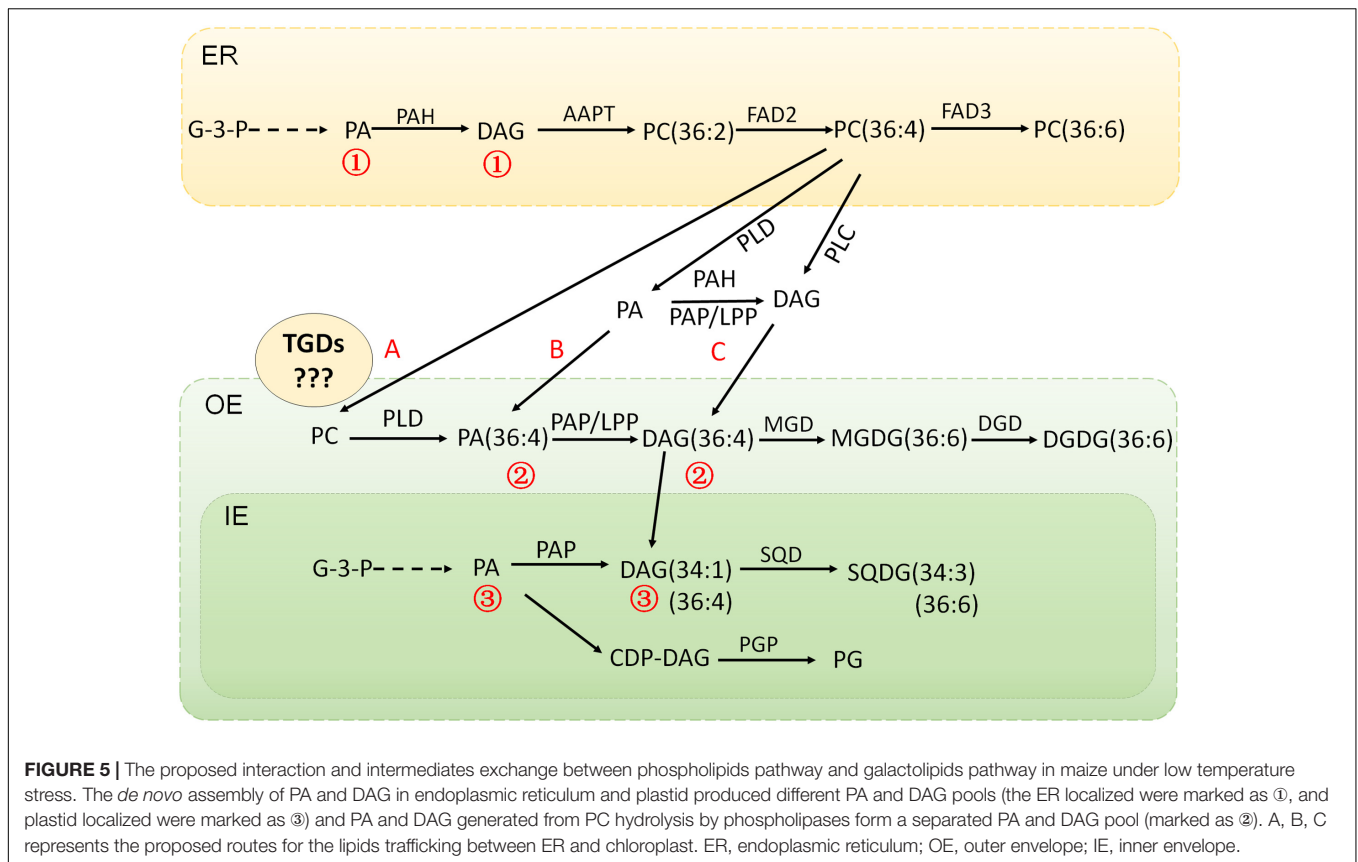 ER
G-3-P PA PAH DAG AAPT PC(36:2) FAD2 PC(36:4) FAD3 PC(36:6)
① ①
PLD PLC
PA PAH DAG
PAP/LPP
TGDs
???
A B C
OE
PC PLD PA(36:4) PAP/LPP DAG(36:4) MGD MGDG(36:6) DGD DGDG(36:6)
② ②
IE
G-3-P PA PAP DAG(34:1) SQD SQDG(34:3)
③ ③ (36:4) (36:6)
CDP-DAG PGP PG
FIGURE 5 | The proposed interaction and intermediates exchange between phospholipids pathway and galactolipids pathway in maize under low temperature
stress. The de novo assembly of PA and DAG in endoplasmic reticulum and plastid produced different PA and DAG pools (the ER localized were marked as ①, and
plastid localized were marked as ③) and PA and DAG generated from PC hydrolysis by phospholipases form a separated PA and DAG pool (marked as ②). A, B, C
represents the proposed routes for the lipids trafficking between ER and chloroplast. ER, endoplasmic reticulum; OE, outer envelope; IE, inner envelope.